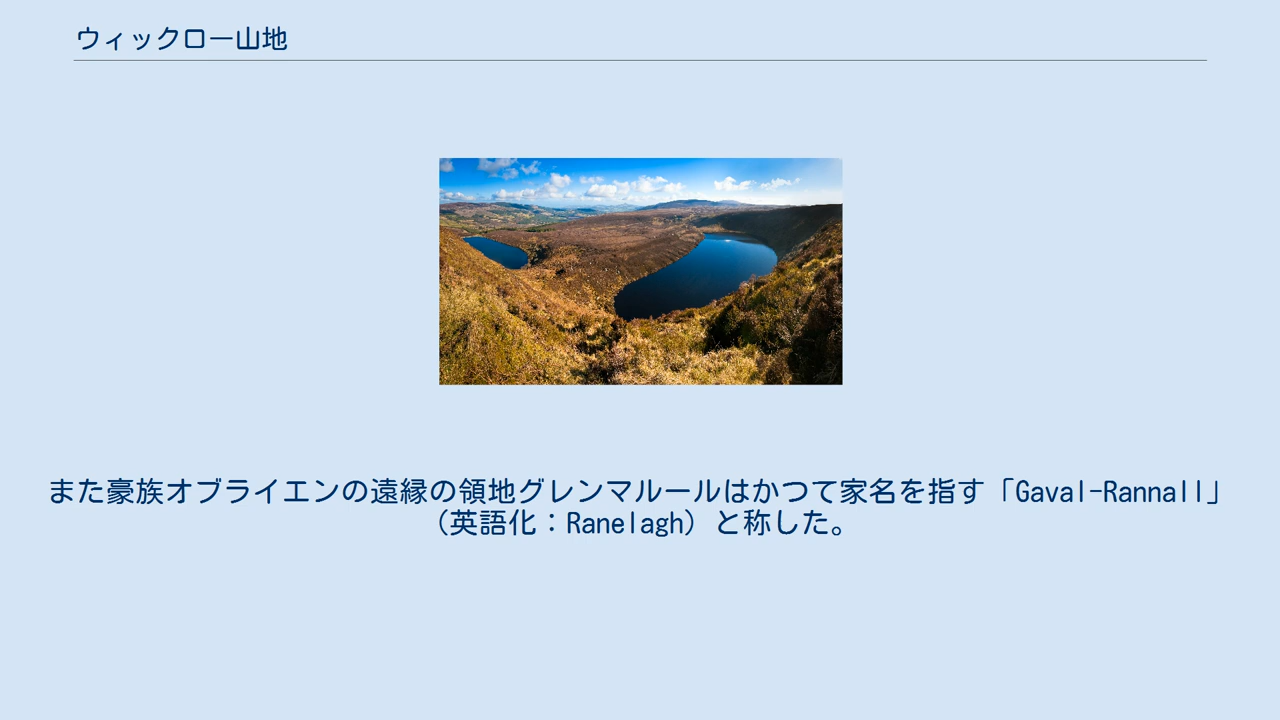 ウィックロー山地
また豪族オブライエンの遠縁の領地グレンマルールはかつて家名を指す「Gaval-Rannall」
（英語化：Ranelagh）と称した。